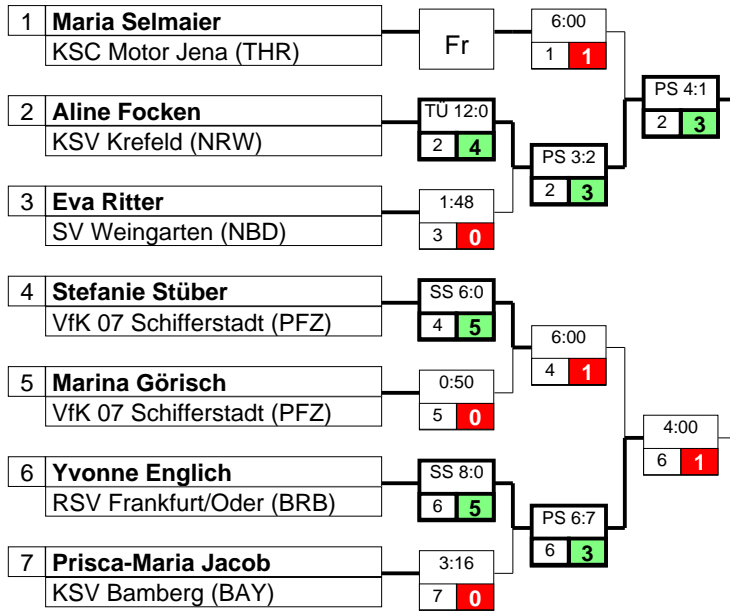 1 Maria Selmaier
KSC Motor Jena (THR)
Fr
6:00
1 1
2 Aline Focken
KSV Krefeld (NRW)
TÜ 12:0
2 4
PS 3:2
2 3
PS 4:1
2 3
3 Eva Ritter
SV Weingarten (NBD)
1:48
3 0
4 Stefanie Stüber
VfK 07 Schifferstadt (PFZ)
SS 6:0
4 5
6:00
4 1
5 Marina Görisch
VfK 07 Schifferstadt (PFZ)
0:50
5 0
4:00
6 1
6 Yvonne Englich
RSV Frankfurt/Oder (BRB)
SS 8:0
6 5
PS 6:7
6 3
7 Prisca-Maria Jacob
KSV Bamberg (BAY)
3:16
7 0